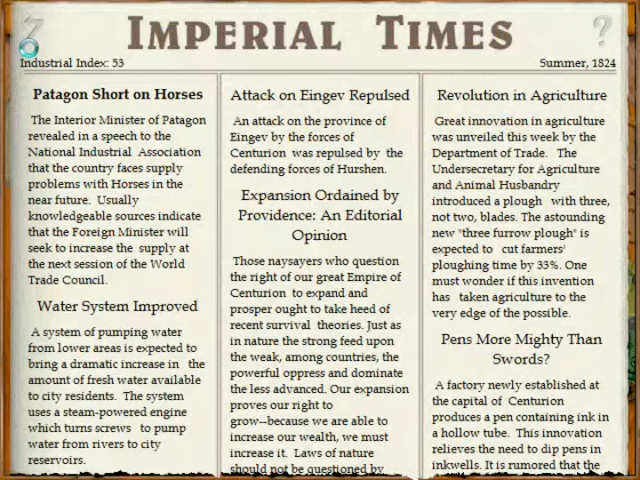 IMPERIAL TIMES
?
Industrial Index: 53
Summer, 1824
Patagon Short on Horses
The Interior Minister of Patagon
revealed in a speech to the
National Industrial Association
that the country faces supply
problems with Horses in the
near future. Usually
knowledgeable sources indicate
that the Foreign Minister will
seek to increase the supply at
the next session of the World
Trade Council.
Water System Improved
A system of pumping water
from lower areas is expected to
bring a dramatic increase in the
amount of fresh water available
to city residents. The system
uses a steam-powered engine
which turns screws to pump
water from rivers to city
reservoirs.
Attack on Eingev Repulsed
An attack on the province of
Eingev by the forces of
Centurion was repulsed by the
defending forces of Hurshen.
Expansion Ordained by
Providence: An Editorial
Opinion
Those naysayers who question
the right of our great Empire of
Centurion to expand and
prosper ought to take heed of
recent survival theories. Just as
in nature the strong feed upon
the weak, among countries, the
powerful oppress and dominate
the less advanced. Our expansion
proves our right to
grow--because we are able to
increase our wealth, we must
increase it. Laws of nature
should not be questioned by
Revolution in Agriculture
Great innovation in agriculture
was unveiled this week by the
Department of Trade. The
Undersecretary for Agriculture
and Animal Husbandry
introduced a plough with three,
not two, blades. The astounding
new "three furrow plough" is
expected to cut farmers'
ploughing time by 33%. One
must wonder if this invention
has taken agriculture to the
very edge of the possible.
Pens More Mighty Than
Swords?
A factory newly established at
the capital of Centurion
produces a pen containing ink in
a hollow tube. This innovation
relieves the need to dip pens in
inkwells. It is rumored that the